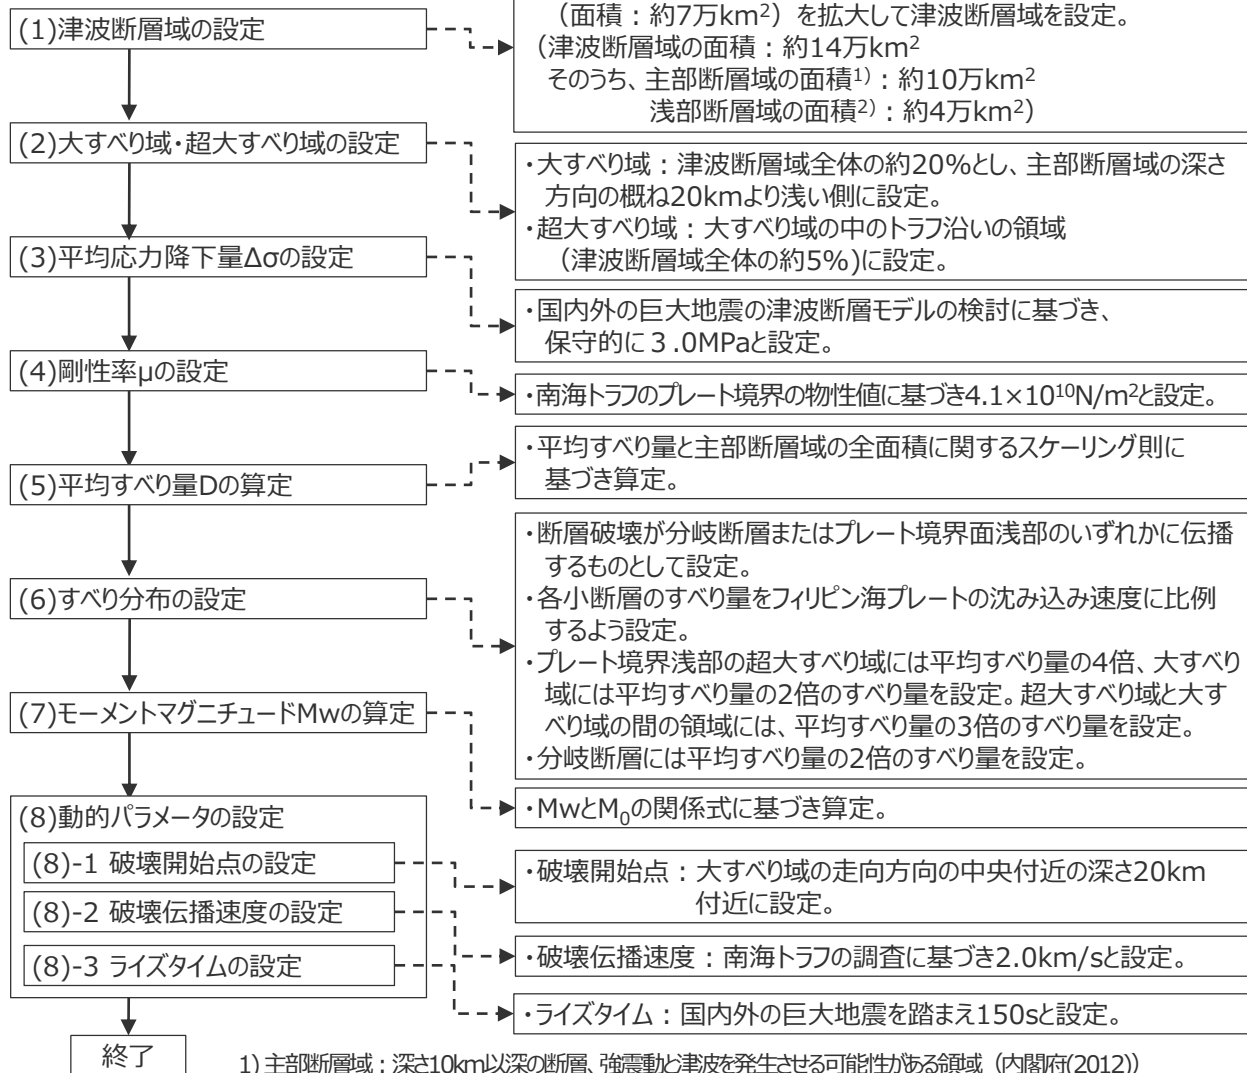 (面積：約7万km²）を拡大して津波断層域を設定。
(1)津波断層域の設定
(津波断層域の面積：約14万km²
そのうち、主部断層域の面積¹⁾：約10万km²
浅部断層域の面積²⁾：約4万km²)
(2)大すべり域・超大すべり域の設定
・大すべり域：津波断層域全体の約20%とし、主部断層域の深さ
方向の概ね20kmより浅い側に設定。
・超大すべり域：大すべり域の中のトラフ沿いの領域
（津波断層域全体の約5%)に設定。
(3)平均応力降下量Δσの設定
・国内外の巨大地震の津波断層モデルの検討に基づき、
保守的に３.0MPaと設定。
(4)剛性率μの設定
・南海トラフのプレート境界の物性値に基づき4.1×10¹⁰N/m²と設定。
(5)平均すべり量Dの算定
・平均すべり量と主部断層域の全面積に関するスケーリング則に
基づき算定。
(6)すべり分布の設定
・断層破壊が分岐断層またはプレート境界面浅部のいずれかに伝播
するものとして設定。
・各小断層のすべり量をフィリピン海プレートの沈み込み速度に比例
するよう設定。
・プレート境界浅部の超大すべり域には平均すべり量の4倍、大すべり
域には平均すべり量の2倍のすべり量を設定。超大すべり域と大す
べり域の間の領域には、平均すべり量の3倍のすべり量を設定。
・分岐断層には平均すべり量の2倍のすべり量を設定。
(7)モーメントマグニチュードMwの算定
・MwとM₀の関係式に基づき算定。
(8)動的パラメータの設定
(8)-1 破壊開始点の設定
・破壊開始点：大すべり域の走向方向の中央付近の深さ20km
付近に設定。
(8)-2 破壊伝播速度の設定
・破壊伝播速度：南海トラフの調査に基づき2.0km/sと設定。
(8)-3 ライズタイムの設定
・ライズタイム：国内外の巨大地震を踏まえ150sと設定。
終了
1) 主部断層域：深さ10km以深の断層、強震動と津波を発生させる可能性がある領域（内閣府(2012)）